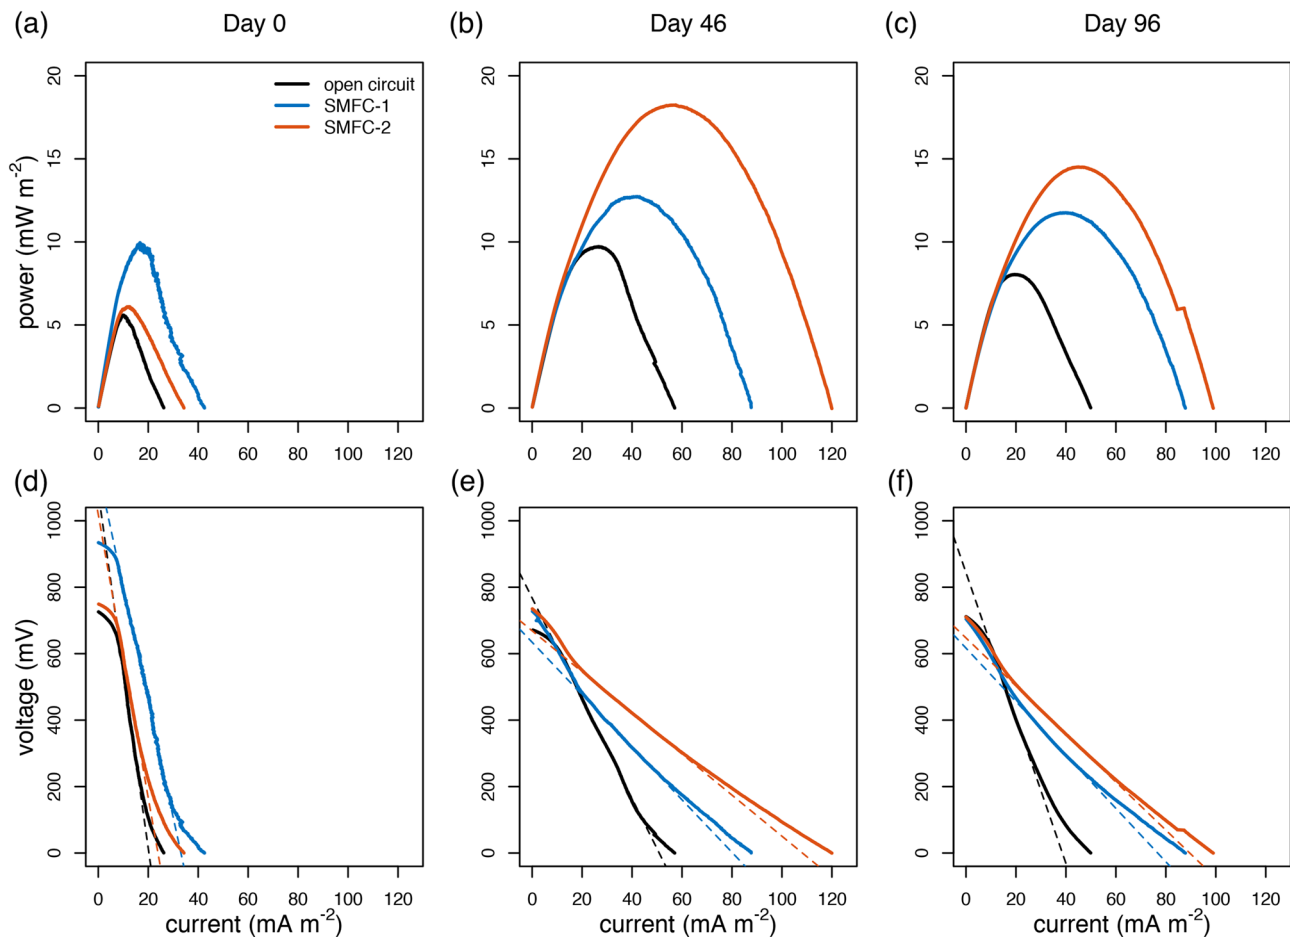 (a) Day 0
(b) Day 46
(c) Day 96
open circuit
SMFC-1
SMFC-2
power (mW m-2)
20
15
10
5
0
0 20 40 60 80 100 120
20
15
10
5
0
0 20 40 60 80 100 120
20
15
10
5
0
0 20 40 60 80 100 120
(d)
voltage (mV)
1000
800
600
400
200
0
0 20 40 60 80 100 120
current (mA m-2)
(e)
1000
800
600
400
200
0
0 20 40 60 80 100 120
current (mA m-2)
(f)
1000
800
600
400
200
0
0 20 40 60 80 100 120
current (mA m-2)